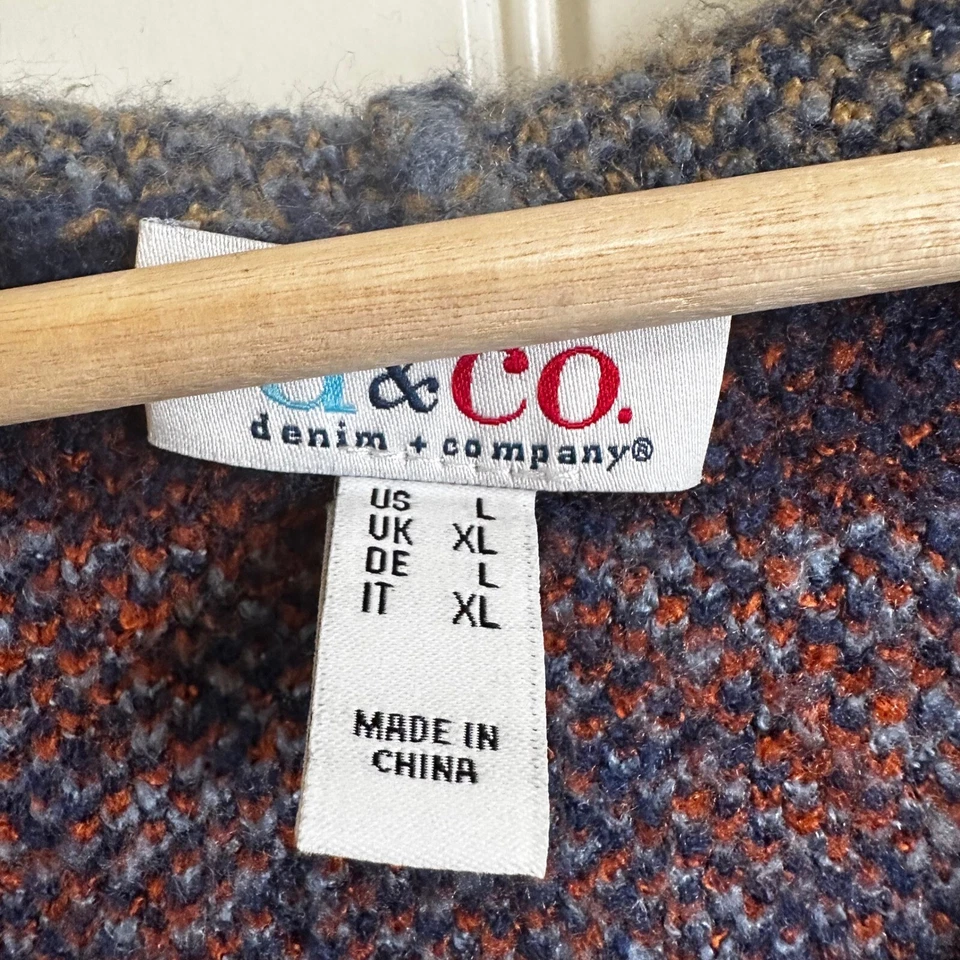 d&co.
denim + company®
US L
UK XL
DE L
IT XL
MADE IN
CHINA